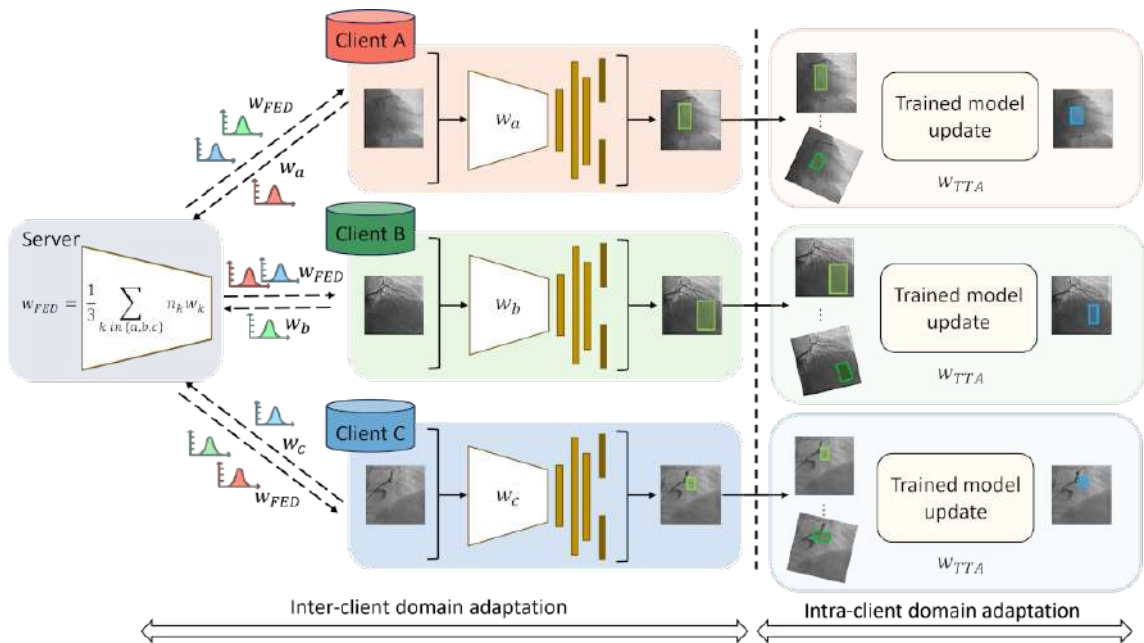 Client A
w_a
Trained model
update
w_TTA
w_FED
w_a
Server
w_FED = 1/3 ∑ k in {a,b,c} n_k w_k
w_FED
w_b
Client B
w_b
Trained model
update
w_TTA
Client C
w_c
w_FED
w_c
Trained model
update
w_TTA
Inter-client domain adaptation
Intra-client domain adaptation